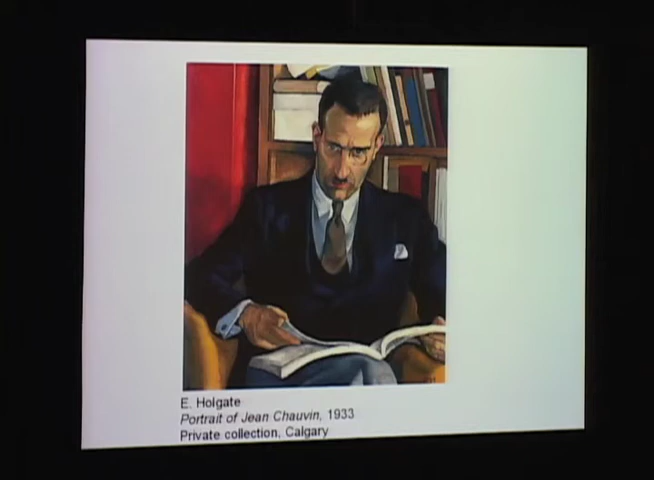 E. Holgate
Portrait of Jean Chauvin, 1933
Private collection, Calgary